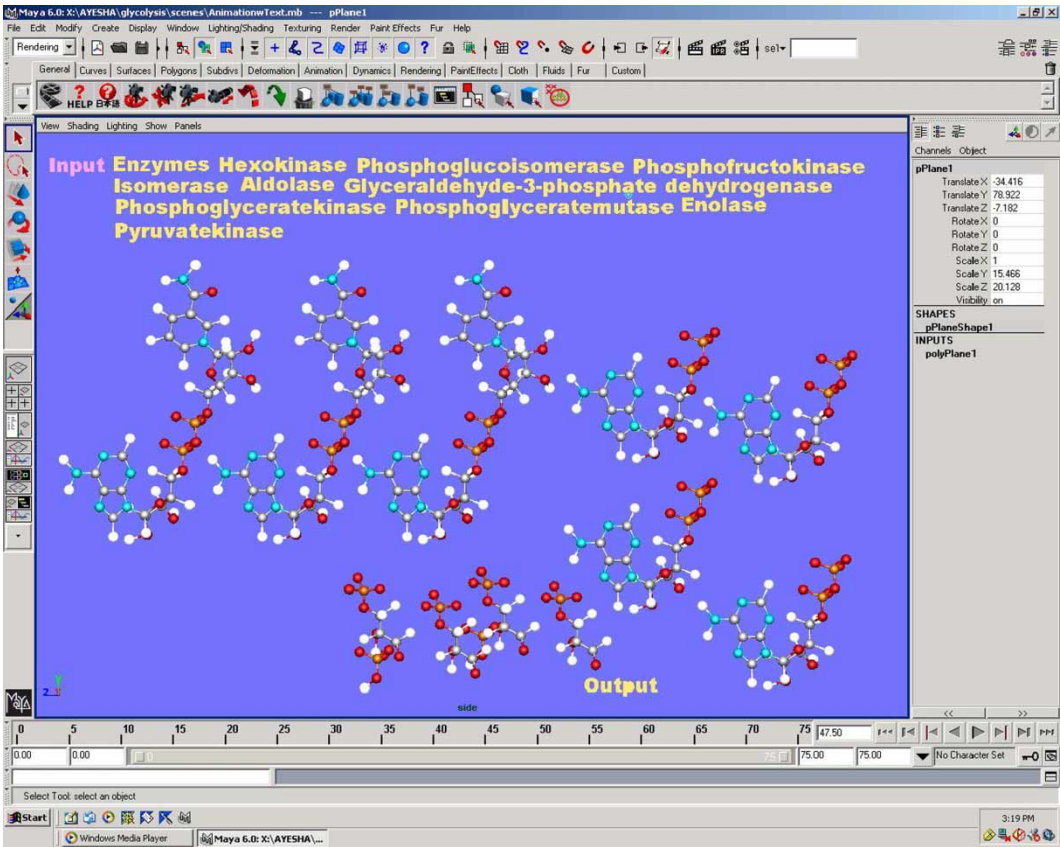 Maya 6.0: X:\AYESHA\glycolysis\scenes\AnimationwText.mb --- pPlane1
File Edit Modify Create Display Window Lighting/Shading Texturing Render Paint Effects Fur Help
Rendering
sel-
General Curves Surfaces Polygons Subdivs Deformation Animation Dynamics Rendering PaintEffects Cloth Fluids Fur Custom
HELP 日本語
View Shading Lighting Show Panels
Channels Object
Input Enzymes Hexokinase Phosphoglucoisomerase Phosphofructokinase
Isomerase Aldolase Glyceraldehyde-3-phosphate dehydrogenase
Phosphoglyceratekinase Phosphoglyceratemutase Enolase
Pyruvatekinase
pPlane1
Translate X -34.416
Translate Y 78.922
Translate Z -7.182
Rotate X 0
Rotate Y 0
Rotate Z 0
Scale X 1
Scale Y 15.466
Scale Z 20.128
Visibility on
SHAPES
pPlaneShape1
INPUTS
polyPlane1
Output
side
<< >>
0 5 10 15 20 25 30 35 40 45 50 55 60 65 70 75 47.50
0.00 0.00 0 75 75.00 75.00 No Character Set
Select Tool: select an object
Start 3:19 PM
Windows Media Player Maya 6.0: X:\AYESHA\...